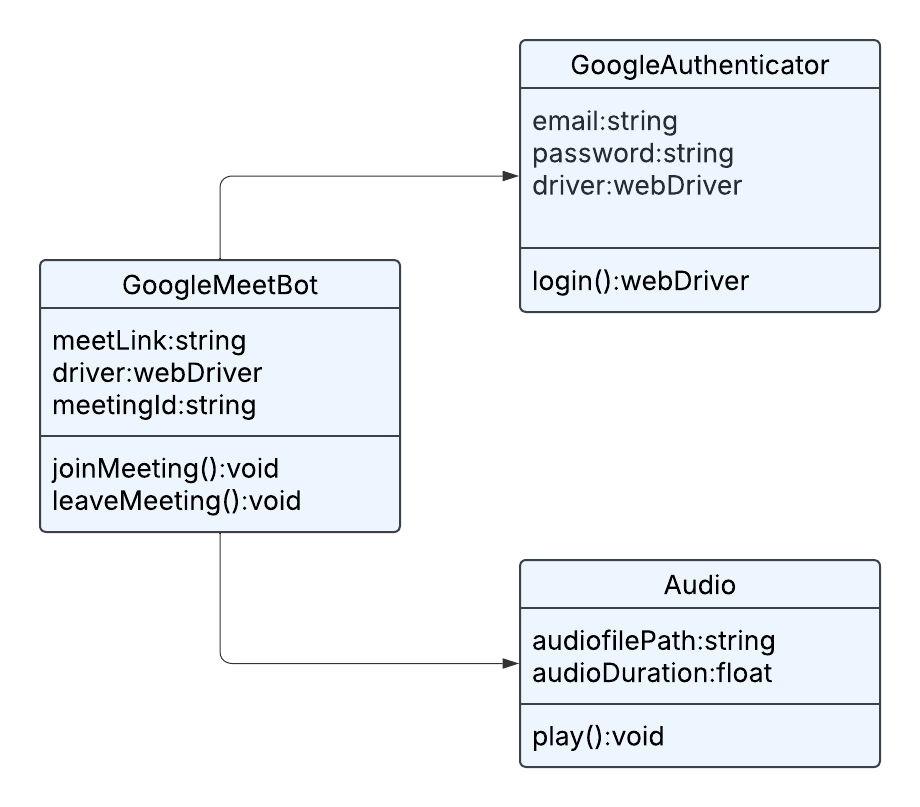 GoogleAuthenticator
email:string
password:string
driver:webDriver
login():webDriver
GoogleMeetBot
meetLink:string
driver:webDriver
meetingId:string
joinMeeting():void
leaveMeeting():void
Audio
audiofilePath:string
audioDuration:float
play():void